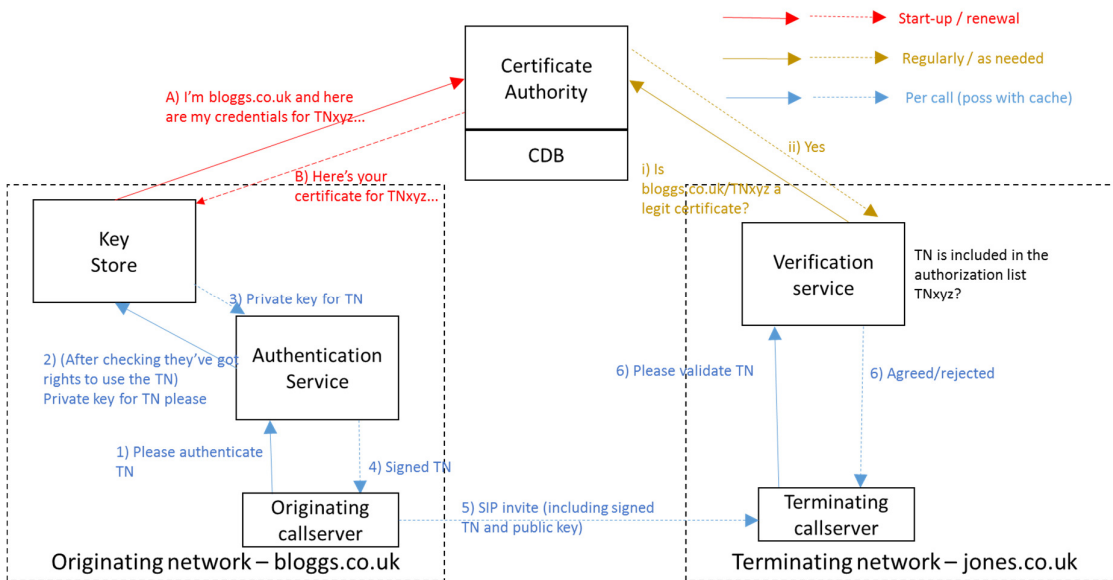 Certificate
Authority
CDB
Start-up / renewal
Regularly / as needed
Per call (poss with cache)
A) I'm bloggs.co.uk and here
are my credentials for TNxyz...
B) Here's your
certificate for TNxyz...
ii) Yes
i) Is
bloggs.co.uk/TNxyz a
legit certificate?
Key
Store
3) Private key for TN
2) (After checking they've got
rights to use the TN)
Private key for TN please
Authentication
Service
1) Please authenticate
TN
4) Signed TN
Originating
callserver
Originating network – bloggs.co.uk
5) SIP invite (including signed
TN and public key)
Verification
service
TN is included in the
authorization list
TNxyz?
6) Please validate TN
6) Agreed/rejected
Terminating
callserver
Terminating network – jones.co.uk